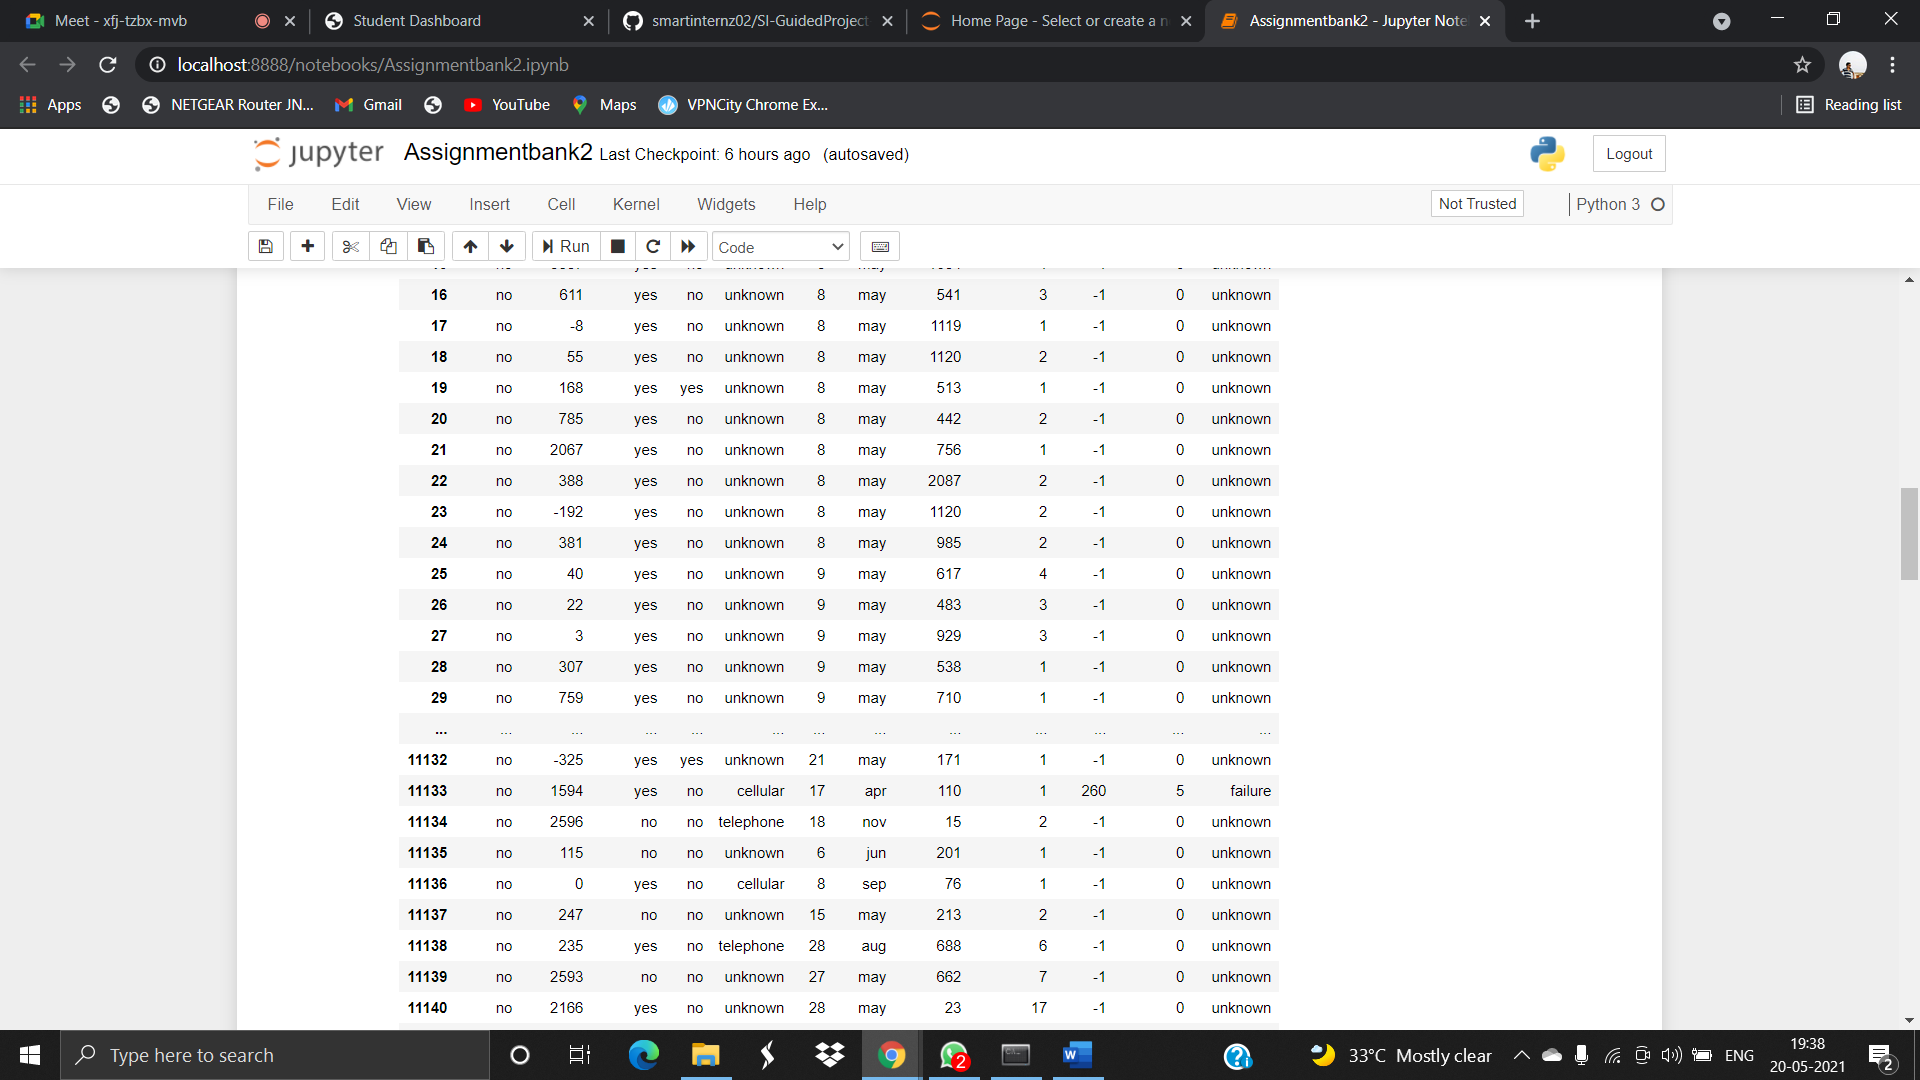 Meet - xfj-tzbx-mvb
Student Dashboard
smartinternz02/SI-GuidedProject
Home Page - Select or create a n
Assignmentbank2 - Jupyter Note
localhost:8888/notebooks/Assignmentbank2.ipynb
Apps NETGEAR Router JN... Gmail YouTube Maps VPNCity Chrome Ex... Reading list
jupyter Assignmentbank2 Last Checkpoint: 6 hours ago (autosaved) Logout
File Edit View Insert Cell Kernel Widgets Help Not Trusted Python 3
Run Code
16 no 611 yes no unknown 8 may 541 3 -1 0 unknown
17 no -8 yes no unknown 8 may 1119 1 -1 0 unknown
18 no 55 yes no unknown 8 may 1120 2 -1 0 unknown
19 no 168 yes yes unknown 8 may 513 1 -1 0 unknown
20 no 785 yes no unknown 8 may 442 2 -1 0 unknown
21 no 2067 yes no unknown 8 may 756 1 -1 0 unknown
22 no 388 yes no unknown 8 may 2087 2 -1 0 unknown
23 no -192 yes no unknown 8 may 1120 2 -1 0 unknown
24 no 381 yes no unknown 8 may 985 2 -1 0 unknown
25 no 40 yes no unknown 9 may 617 4 -1 0 unknown
26 no 22 yes no unknown 9 may 483 3 -1 0 unknown
27 no 3 yes no unknown 9 may 929 3 -1 0 unknown
28 no 307 yes no unknown 9 may 538 1 -1 0 unknown
29 no 759 yes no unknown 9 may 710 1 -1 0 unknown
... ... ... ... ... ... ... ... ... ... ... ... ...
11132 no -325 yes yes unknown 21 may 171 1 -1 0 unknown
11133 no 1594 yes no cellular 17 apr 110 1 260 5 failure
11134 no 2596 no no telephone 18 nov 15 2 -1 0 unknown
11135 no 115 no no unknown 6 jun 201 1 -1 0 unknown
11136 no 0 yes no cellular 8 sep 76 1 -1 0 unknown
11137 no 247 no no unknown 15 may 213 2 -1 0 unknown
11138 no 235 yes no telephone 28 aug 688 6 -1 0 unknown
11139 no 2593 no no unknown 27 may 662 7 -1 0 unknown
11140 no 2166 yes no unknown 28 may 23 17 -1 0 unknown
Type here to search
2
33°C Mostly clear
ENG
19:38
20-05-2021
2